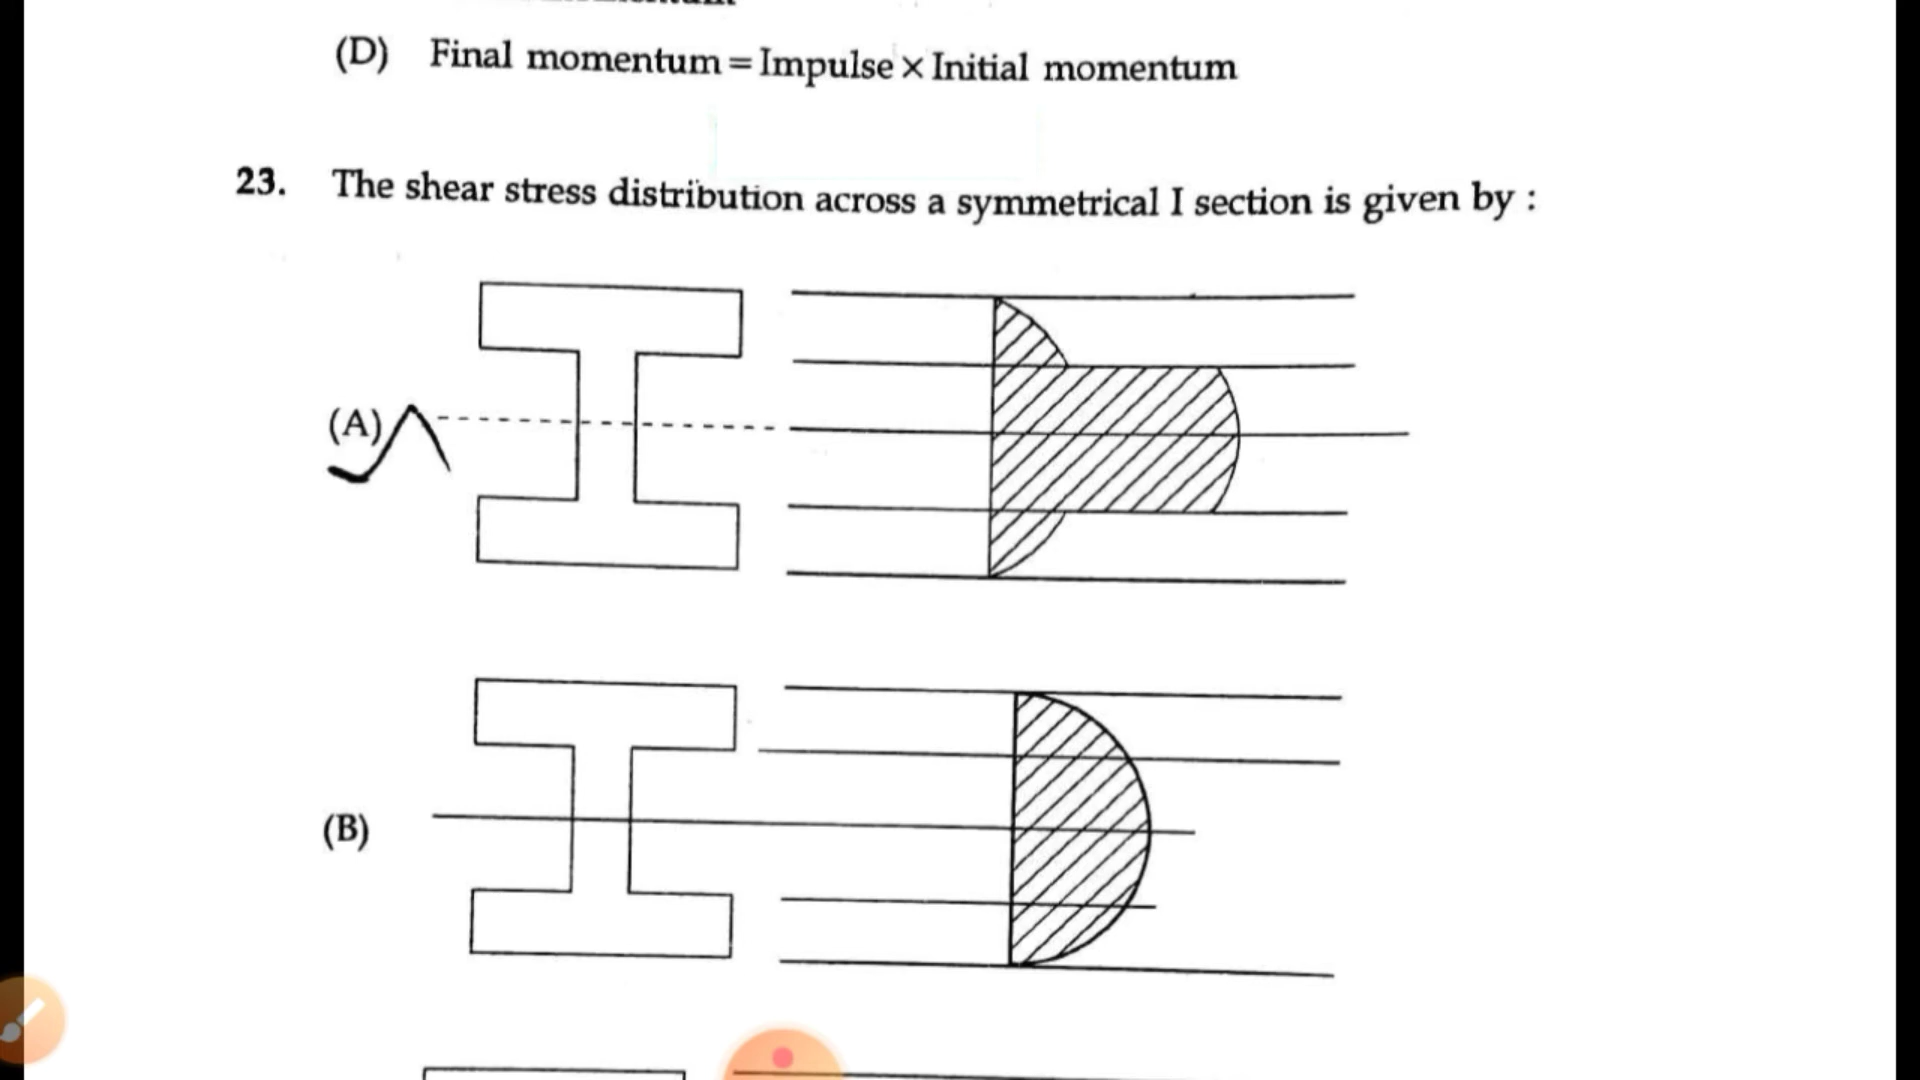 (D) Final momentum = Impulse × Initial momentum
23. The shear stress distribution across a symmetrical I section is given by :
(A)
(B)